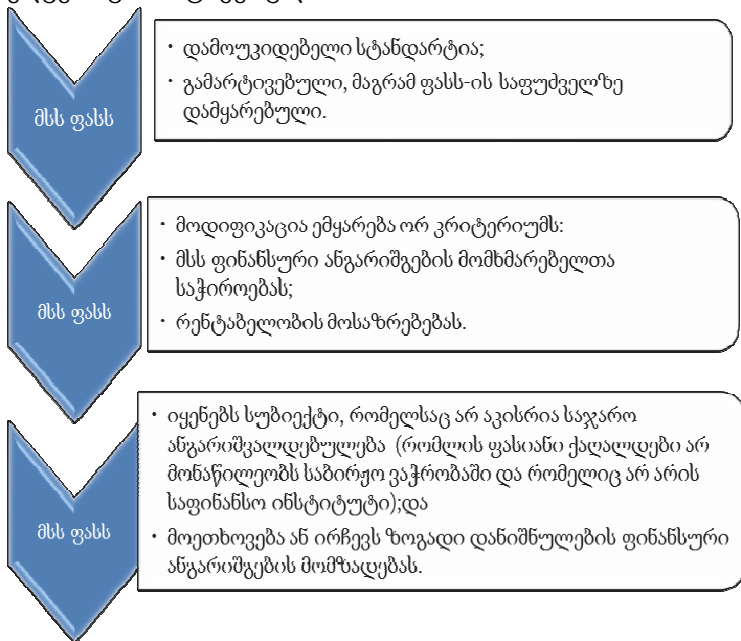 მსს ფასს
· დამოუკიდებელი სტანდარტია;
· გამარტივებული, მაგრამ ფასს-ის საფუძველზე
დამყარებული.
მსს ფასს
· მოდიფიკაცია ემყარება ორ კრიტერიუმს:
· მსს ფინანსური ანგარიშგების მომხმარებელთა
საჭიროებას;
· რენტაბელობის მოსაზრებებას.
მსს ფასს
· იყენებს სუბიექტი, რომელსაც არ აკისრია საჯარო
ანგარიშვალდებულება (რომლის ფასიანი ქაღალდები არ
მონაწილეობს საბირჟო ვაჭრობაში და რომელიც არ არის
საფინანსო ინსტიტუტი);და
· მოეთხოვება ან ირჩევს ზოგადი დანიშნულების ფინანსური
ანგარიშგების მომზადებას.